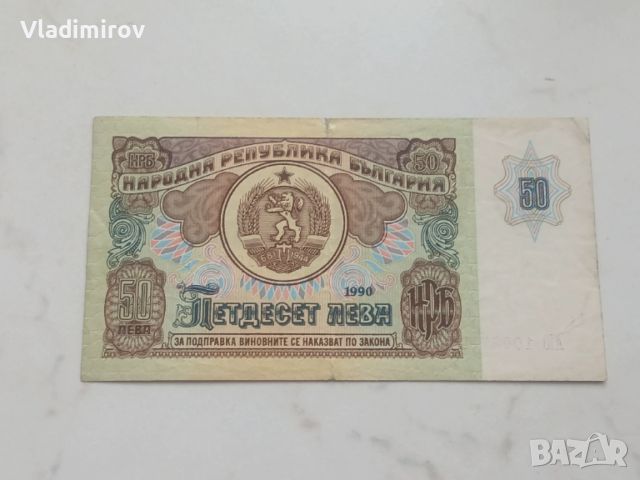 Vladimirov
НРБ
50
НАРОДНА РЕПУБЛИКА БЪЛГАРИЯ
50
1990
50
ЛЕВА
ПЕТДЕСЕТ ЛЕВА
НРБ
ЗА ПОДПРАВКА ВИНОВНИТЕ СЕ НАКАЗВАТ ПО ЗАКОНА
BAZAR